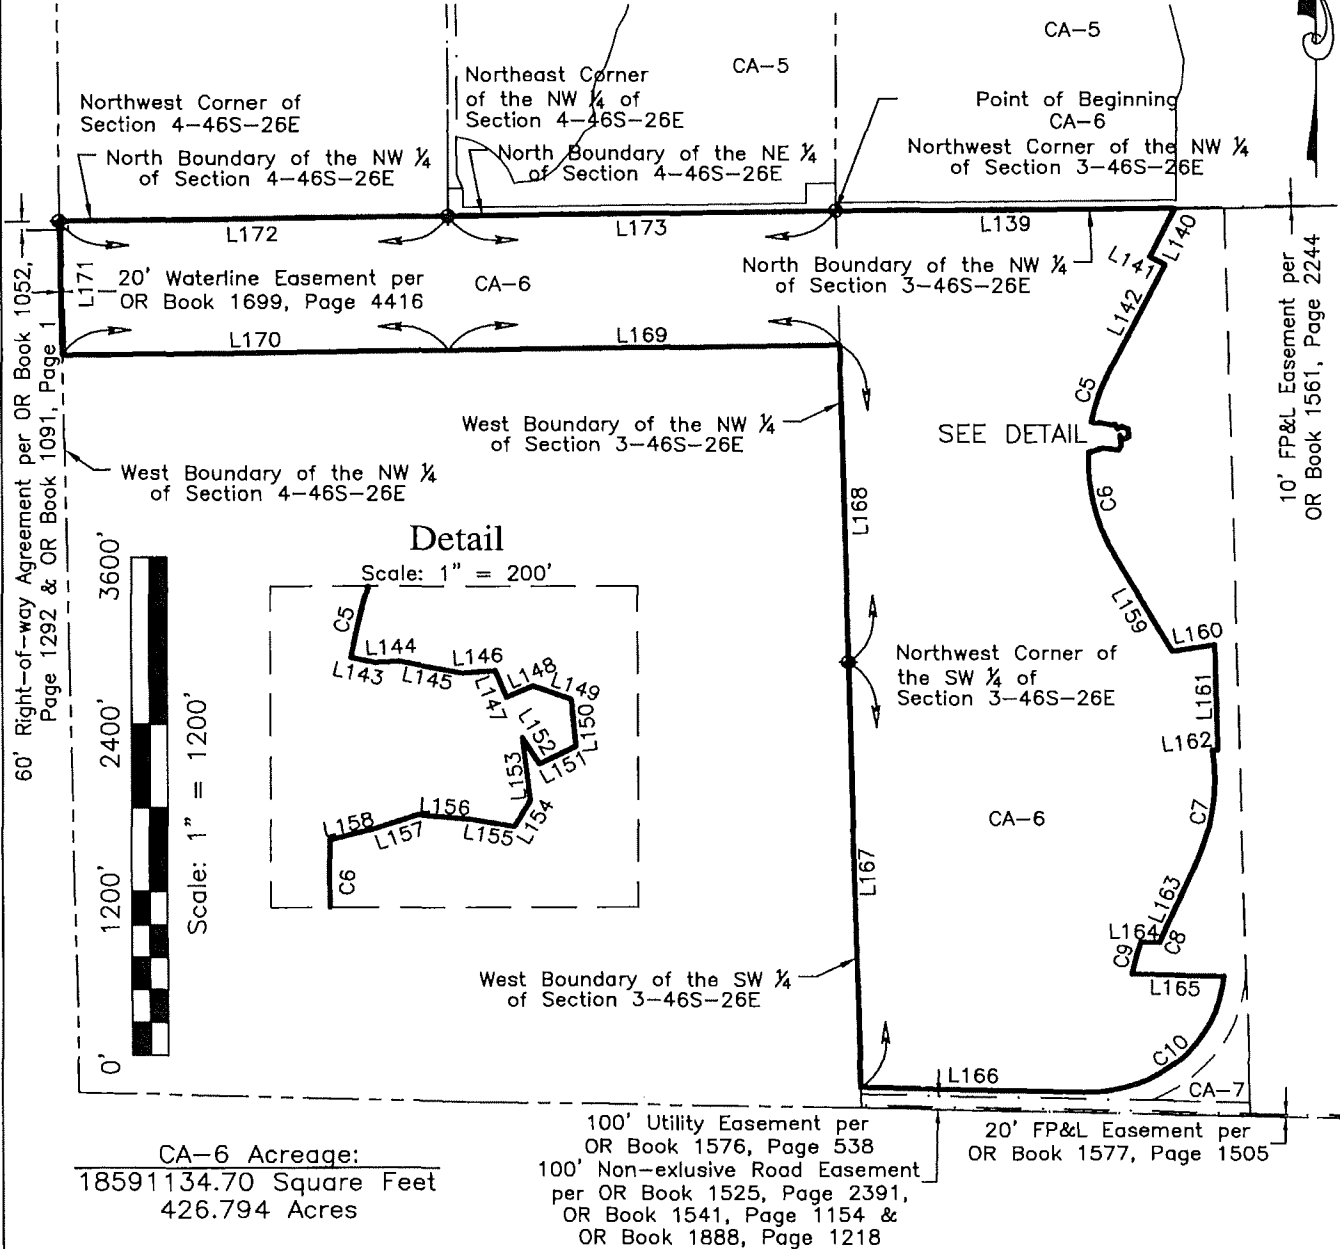 CA-5
CA-5
Northeast Corner
of the NW ¼ of
Section 4-46S-26E
Northwest Corner of
Section 4-46S-26E
Point of Beginning
CA-6
Northwest Corner of the NW ¼
of Section 3-46S-26E
North Boundary of the NW ¼
of Section 4-46S-26E
North Boundary of the NE ¼
of Section 4-46S-26E
L172
L173
L139
L140
L141
L142
L171
20' Waterline Easement per
OR Book 1699, Page 4416
CA-6
North Boundary of the NW ¼
of Section 3-46S-26E
L170
L169
10' FP&L Easement per
OR Book 1561, Page 2244
60' Right-of-way Agreement per OR Book 1052,
Page 1292 & OR Book 1091, Page 1
C5
SEE DETAIL
West Boundary of the NW ¼
of Section 3-46S-26E
West Boundary of the NW ¼
of Section 4-46S-26E
C6
L168
Detail
Scale: 1" = 200'
C5
L144
L143
L145
L146
L147
L148
L149
L150
L152
L151
L153
L154
L156
L155
L158
L157
C6
3600'
2400'
1200'
0'
Scale: 1" = 1200'
L159
L160
Northwest Corner of
the SW ¼ of
Section 3-46S-26E
L161
L162
CA-6
C7
L167
L163
L164
C8
C9
West Boundary of the SW ¼
of Section 3-46S-26E
L165
C10
L166
CA-7
100' Utility Easement per
OR Book 1576, Page 538
100' Non-exlusive Road Easement
per OR Book 1525, Page 2391,
OR Book 1541, Page 1154 &
OR Book 1888, Page 1218
20' FP&L Easement per
OR Book 1577, Page 1505
CA-6 Acreage:
18591134.70 Square Feet
426.794 Acres